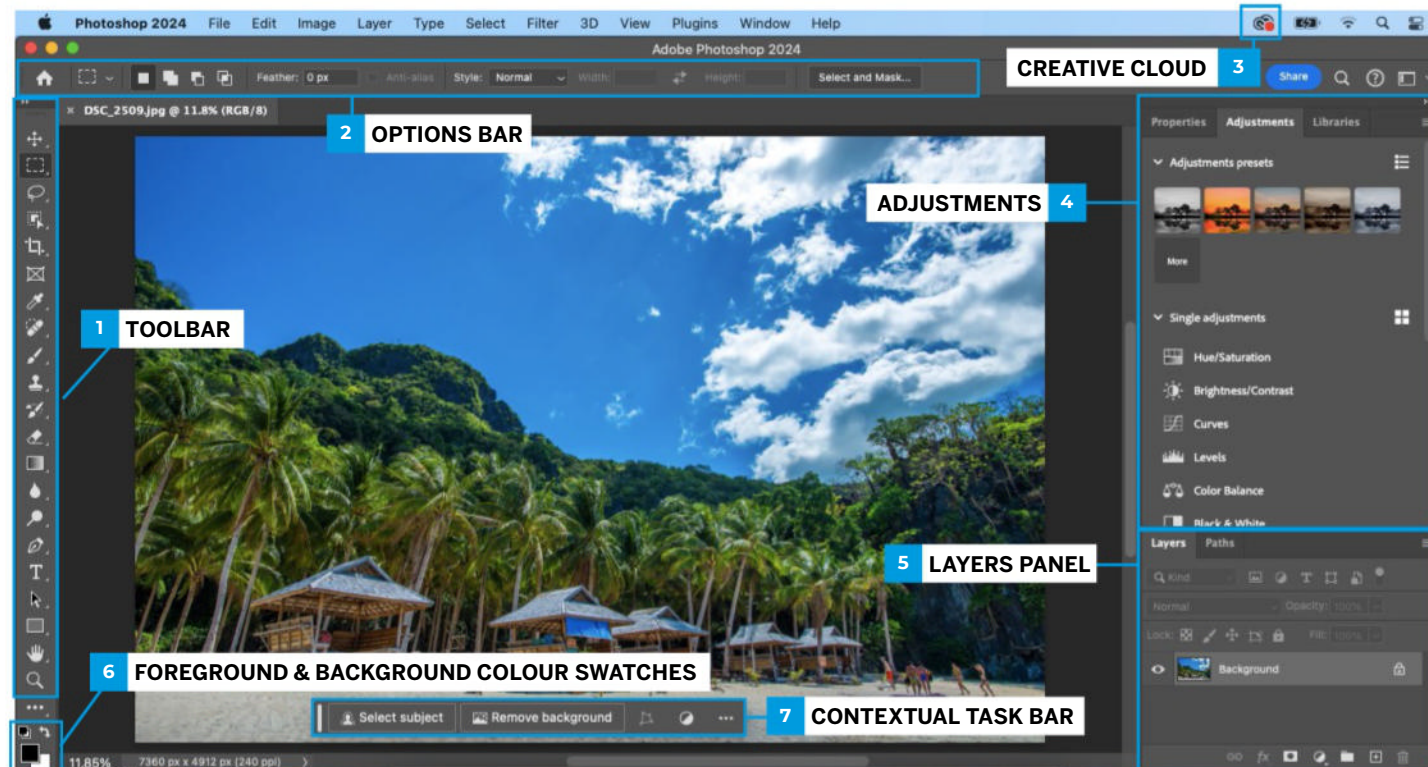 Photoshop 2024 File Edit Image Layer Type Select Filter 3D View Plugins Window Help
Adobe Photoshop 2024
Feather: 0 px Anti-alias Style: Normal Width: Height: Select and Mask...
CREATIVE CLOUD 3
Share
DSC_2509.jpg @ 11.8% (RGB/8)
2 OPTIONS BAR
Properties Adjustments Libraries
Adjustments presets
ADJUSTMENTS 4
More
1 TOOLBAR
Single adjustments
Hue/Saturation
Brightness/Contrast
Curves
Levels
Color Balance
Black & White
5 LAYERS PANEL
Layers Paths
Kind
Normal Opacity: 100%
Lock: Fill: 100%
Background
6 FOREGROUND & BACKGROUND COLOUR SWATCHES
Select subject Remove background
7 CONTEXTUAL TASK BAR
fx
11.85% 7360 px x 4912 px (240 ppi)